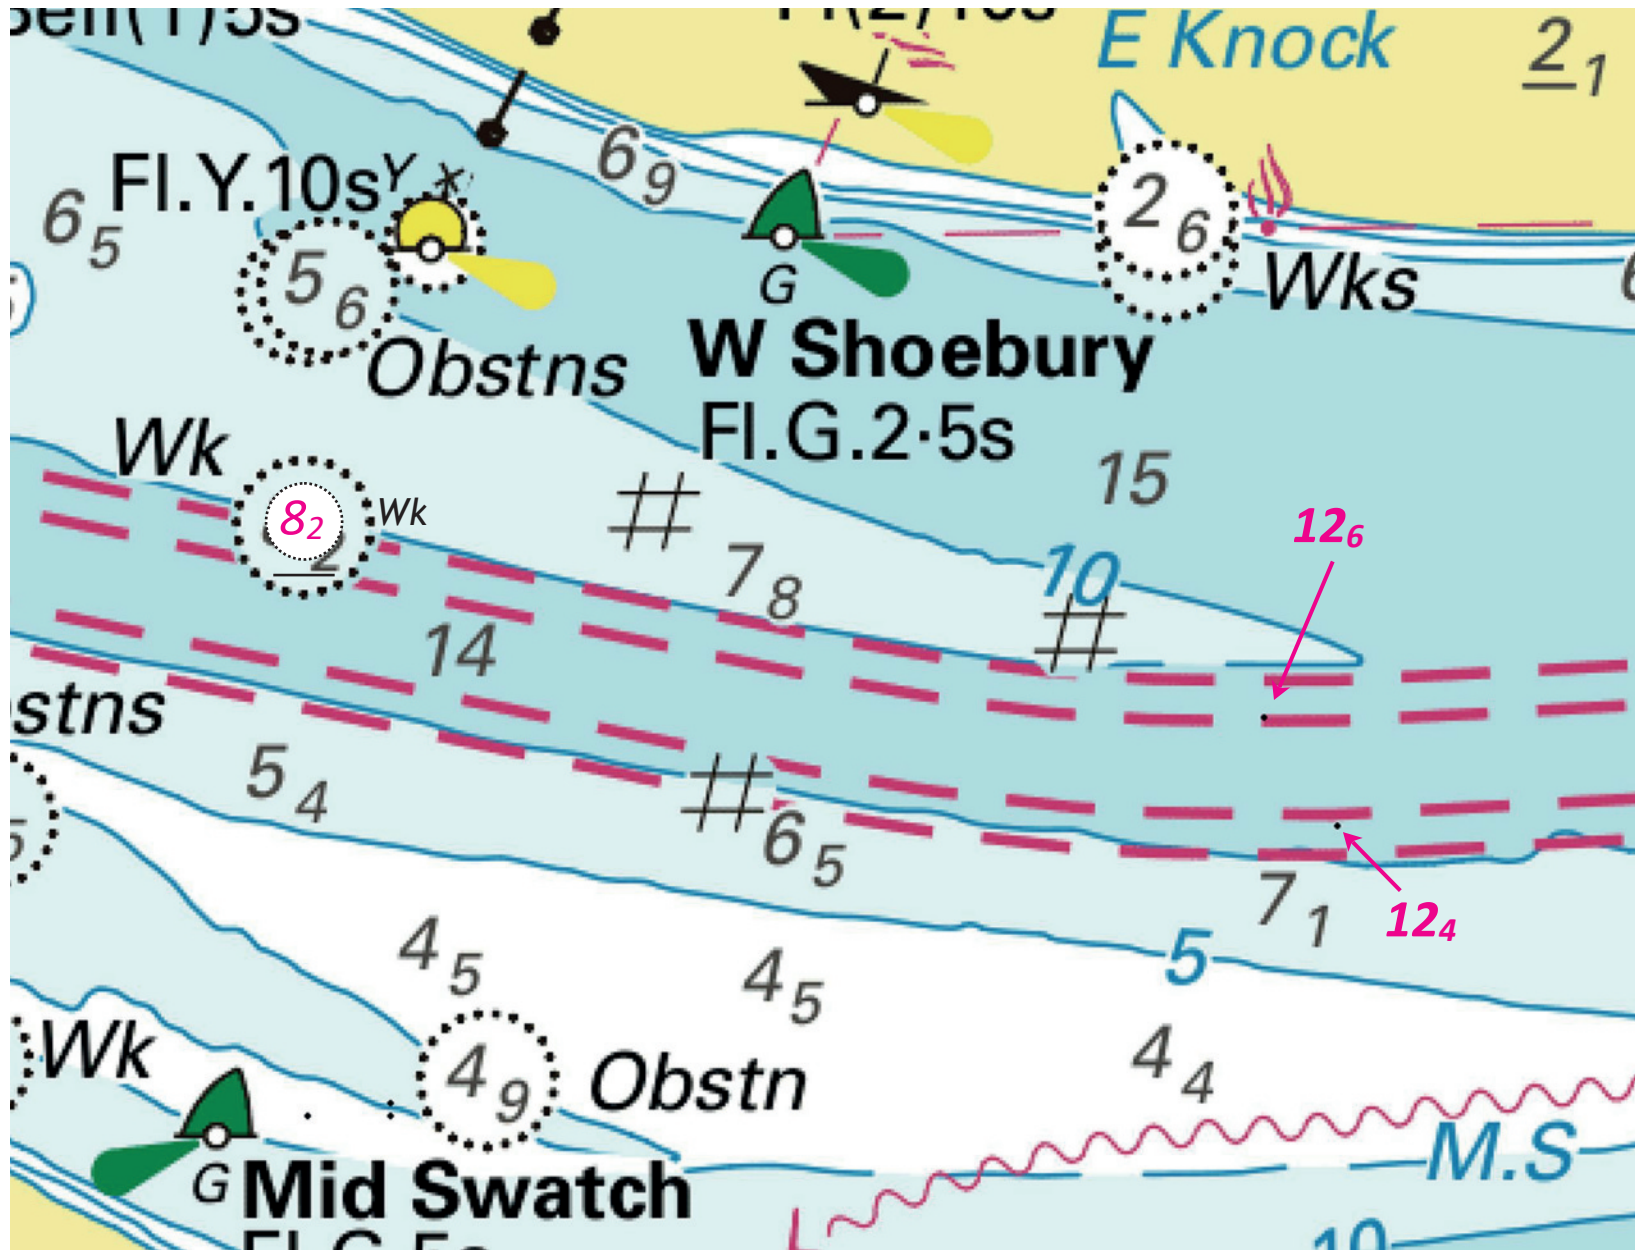 E Knock
2₁
6₉
Fl.Y.10s
Y
6₅
2₆
5₆
G
Wks
W Shoebury
Obstns
Fl.G.2·5s
Wk
15
8₂
Wk
12₆
7₈
10
14
5₄
6₅
7₁
12₄
4₅
4₅
5
Wk
4₉
Obstn
4₄
M.S
G
Mid Swatch